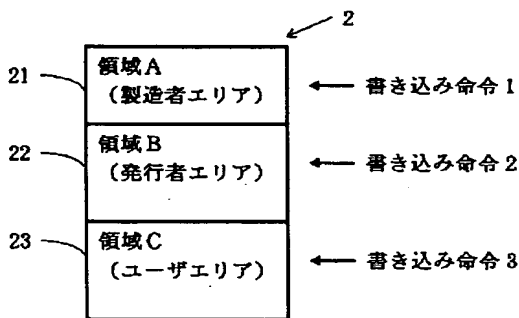 2
21
領域A
（製造者エリア）
書き込み命令1
22
領域B
（発行者エリア）
書き込み命令2
23
領域C
（ユーザエリア）
書き込み命令3